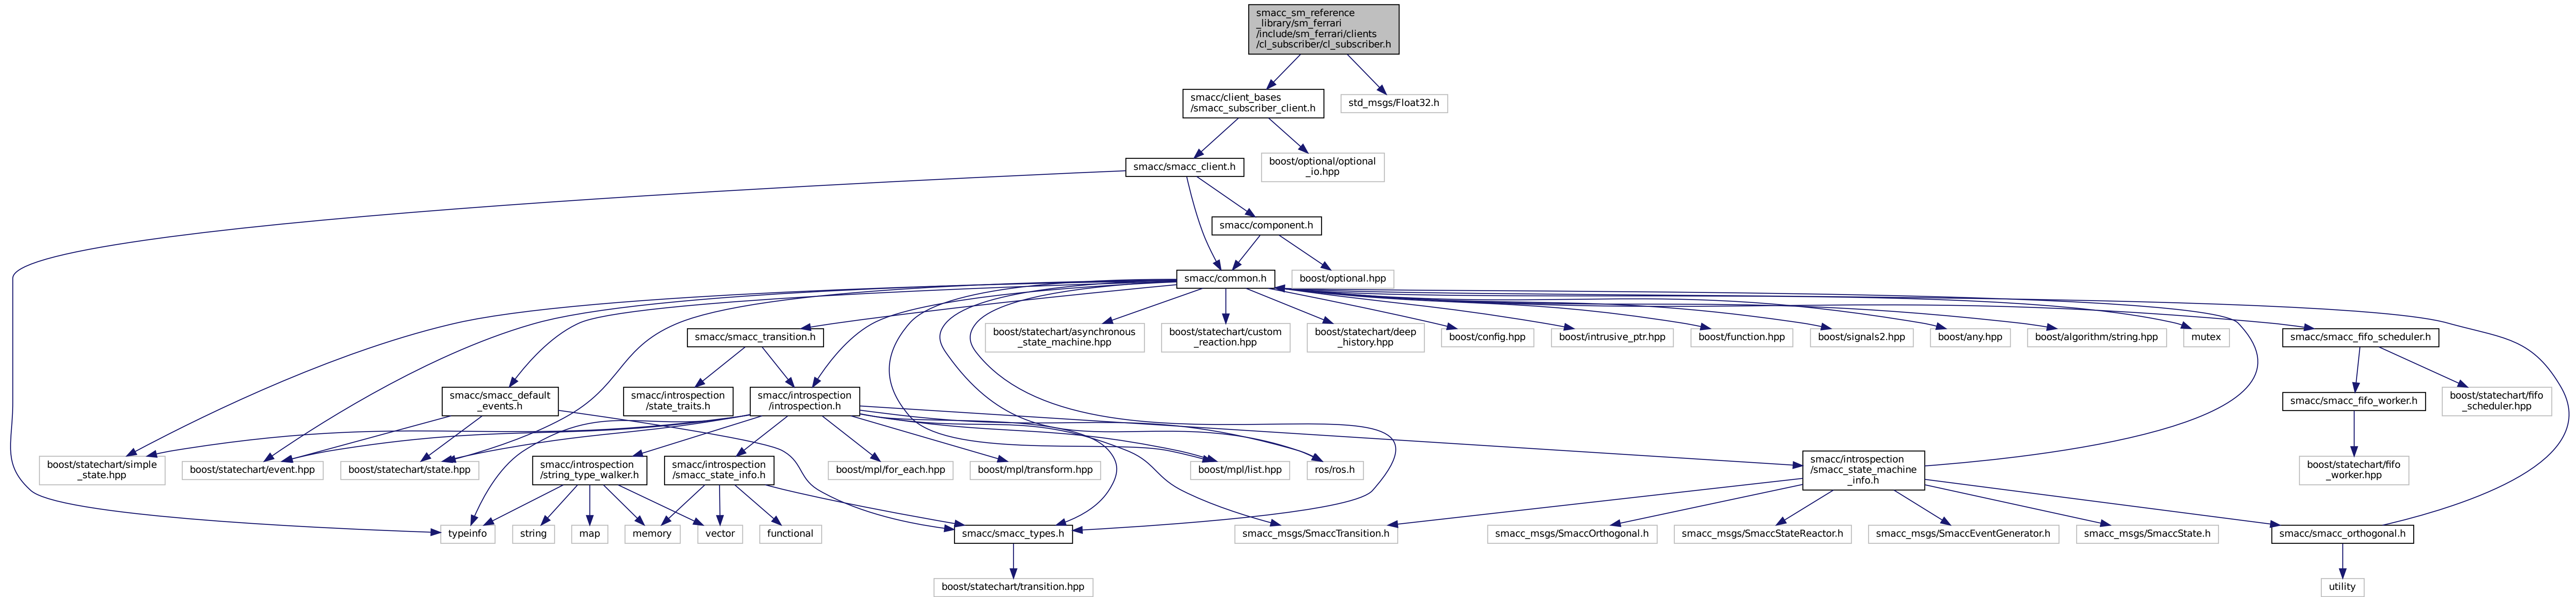 smacc_sm_reference
_library/sm_ferrari
/include/sm_ferrari/clients
/cl_subscriber/cl_subscriber.h
smacc/client_bases
/smacc_subscriber_client.h
std_msgs/Float32.h
smacc/smacc_client.h
boost/optional/optional
_io.hpp
smacc/component.h
smacc/common.h
boost/optional.hpp
smacc/smacc_transition.h
boost/statechart/asynchronous
_state_machine.hpp
boost/statechart/custom
_reaction.hpp
boost/statechart/deep
_history.hpp
boost/config.hpp
boost/intrusive_ptr.hpp
boost/function.hpp
boost/signals2.hpp
boost/any.hpp
boost/algorithm/string.hpp
mutex
smacc/smacc_fifo_scheduler.h
smacc/smacc_default
_events.h
smacc/introspection
/state_traits.h
smacc/introspection
/introspection.h
smacc/smacc_fifo_worker.h
boost/statechart/fifo
_scheduler.hpp
boost/statechart/simple
_state.hpp
boost/statechart/event.hpp
boost/statechart/state.hpp
smacc/introspection
/string_type_walker.h
smacc/introspection
/smacc_state_info.h
boost/mpl/for_each.hpp
boost/mpl/transform.hpp
boost/mpl/list.hpp
ros/ros.h
smacc/introspection
/smacc_state_machine
_info.h
boost/statechart/fifo
_worker.hpp
typeinfo
string
map
memory
vector
functional
smacc/smacc_types.h
smacc_msgs/SmaccTransition.h
smacc_msgs/SmaccOrthogonal.h
smacc_msgs/SmaccStateReactor.h
smacc_msgs/SmaccEventGenerator.h
smacc_msgs/SmaccState.h
smacc/smacc_orthogonal.h
boost/statechart/transition.hpp
utility